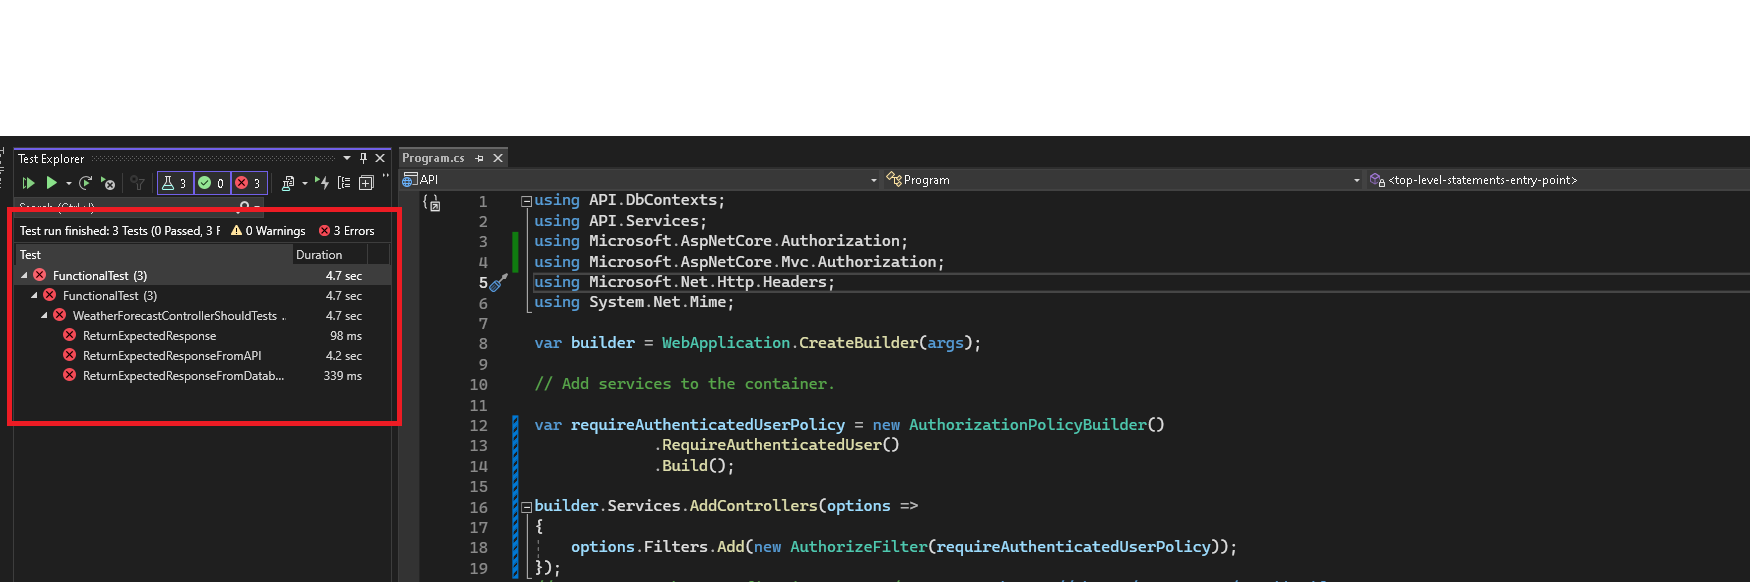 Test Explorer
3 0 3
Search (Ctrl+I)
Test run finished: 3 Tests (0 Passed, 3 F 0 Warnings 3 Errors
Test Duration
FunctionalTest (3) 4.7 sec
FunctionalTest (3) 4.7 sec
WeatherForecastControllerShouldTests .. 4.7 sec
ReturnExpectedResponse 98 ms
ReturnExpectedResponseFromAPI 4.2 sec
ReturnExpectedResponseFromDatab... 339 ms
Program.cs
API Program <top-level-statements-entry-point>
1 using API.DbContexts;
2 using API.Services;
3 using Microsoft.AspNetCore.Authorization;
4 using Microsoft.AspNetCore.Mvc.Authorization;
5 using Microsoft.Net.Http.Headers;
6 using System.Net.Mime;
7
8 var builder = WebApplication.CreateBuilder(args);
9
10 // Add services to the container.
11
12 var requireAuthenticatedUserPolicy = new AuthorizationPolicyBuilder()
13 .RequireAuthenticatedUser()
14 .Build();
15
16 builder.Services.AddControllers(options =>
17 {
18 options.Filters.Add(new AuthorizeFilter(requireAuthenticatedUserPolicy));
19 });